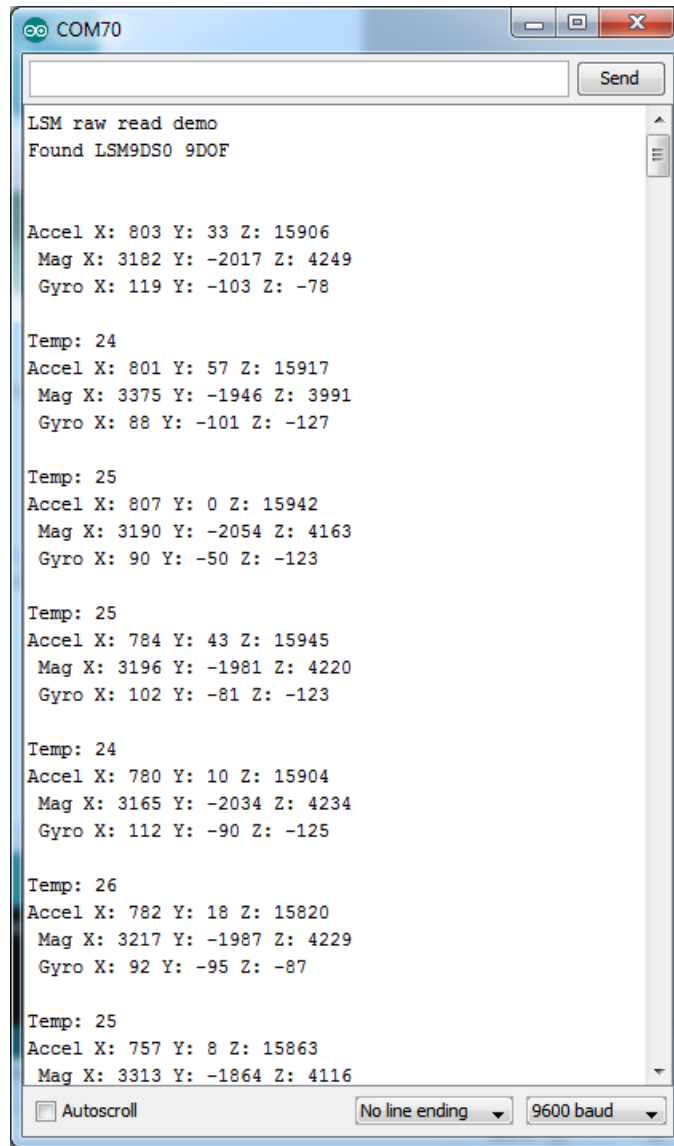 COM70
Send
LSM raw read demo
Found LSM9DS0 9DOF
Accel X: 803 Y: 33 Z: 15906
Mag X: 3182 Y: -2017 Z: 4249
Gyro X: 119 Y: -103 Z: -78
Temp: 24
Accel X: 801 Y: 57 Z: 15917
Mag X: 3375 Y: -1946 Z: 3991
Gyro X: 88 Y: -101 Z: -127
Temp: 25
Accel X: 807 Y: 0 Z: 15942
Mag X: 3190 Y: -2054 Z: 4163
Gyro X: 90 Y: -50 Z: -123
Temp: 25
Accel X: 784 Y: 43 Z: 15945
Mag X: 3196 Y: -1981 Z: 4220
Gyro X: 102 Y: -81 Z: -123
Temp: 24
Accel X: 780 Y: 10 Z: 15904
Mag X: 3165 Y: -2034 Z: 4234
Gyro X: 112 Y: -90 Z: -125
Temp: 26
Accel X: 782 Y: 18 Z: 15820
Mag X: 3217 Y: -1987 Z: 4229
Gyro X: 92 Y: -95 Z: -87
Temp: 25
Accel X: 757 Y: 8 Z: 15863
Mag X: 3313 Y: -1864 Z: 4116
Autoscroll No line ending 9600 baud